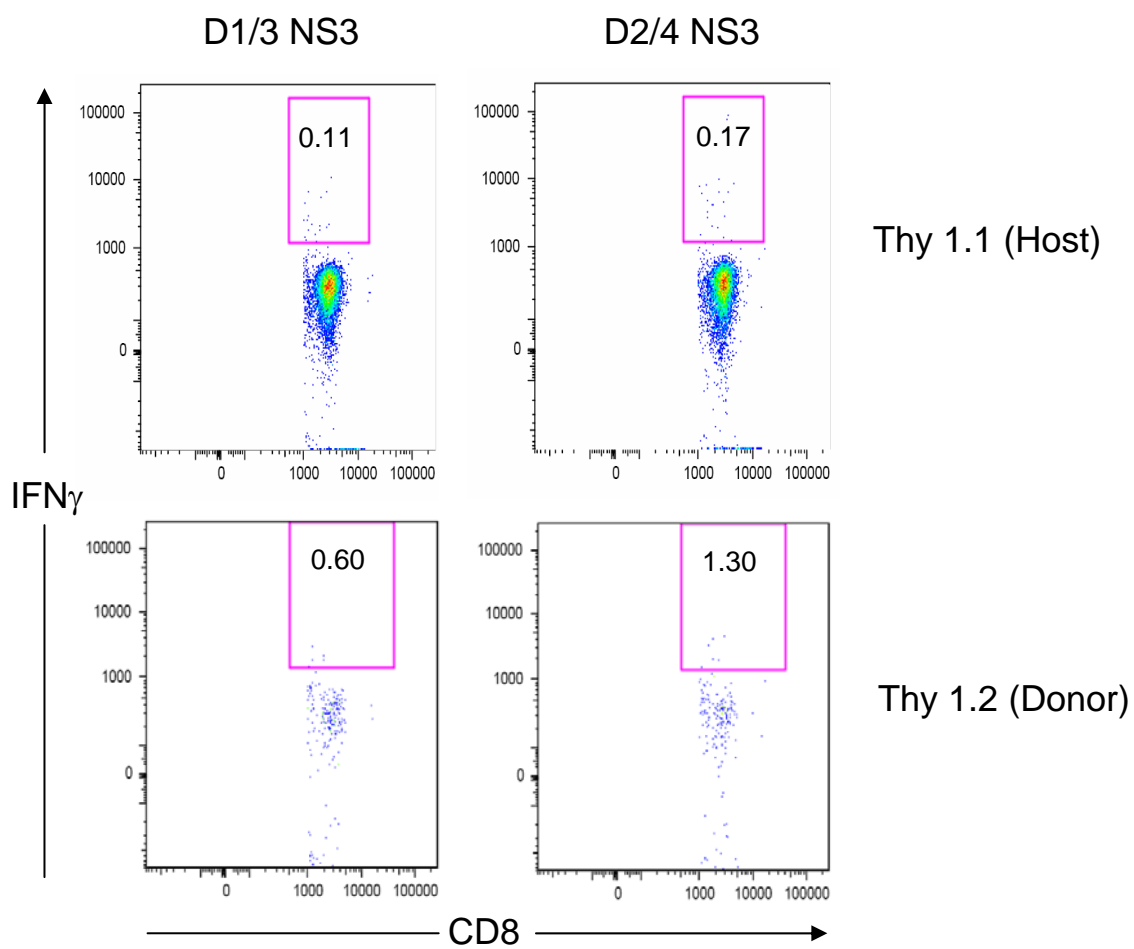 D1/3 NS3 D2/4 NS3
100000 0.11 100000 0.17
10000 10000
1000 1000
Thy 1.1 (Host)
0 0
0 1000 10000 100000 0 1000 10000 100000
IFNγ
100000 0.60 100000 1.30
10000 10000
1000 1000
Thy 1.2 (Donor)
0 0
0 1000 10000 100000 0 1000 10000 100000
CD8